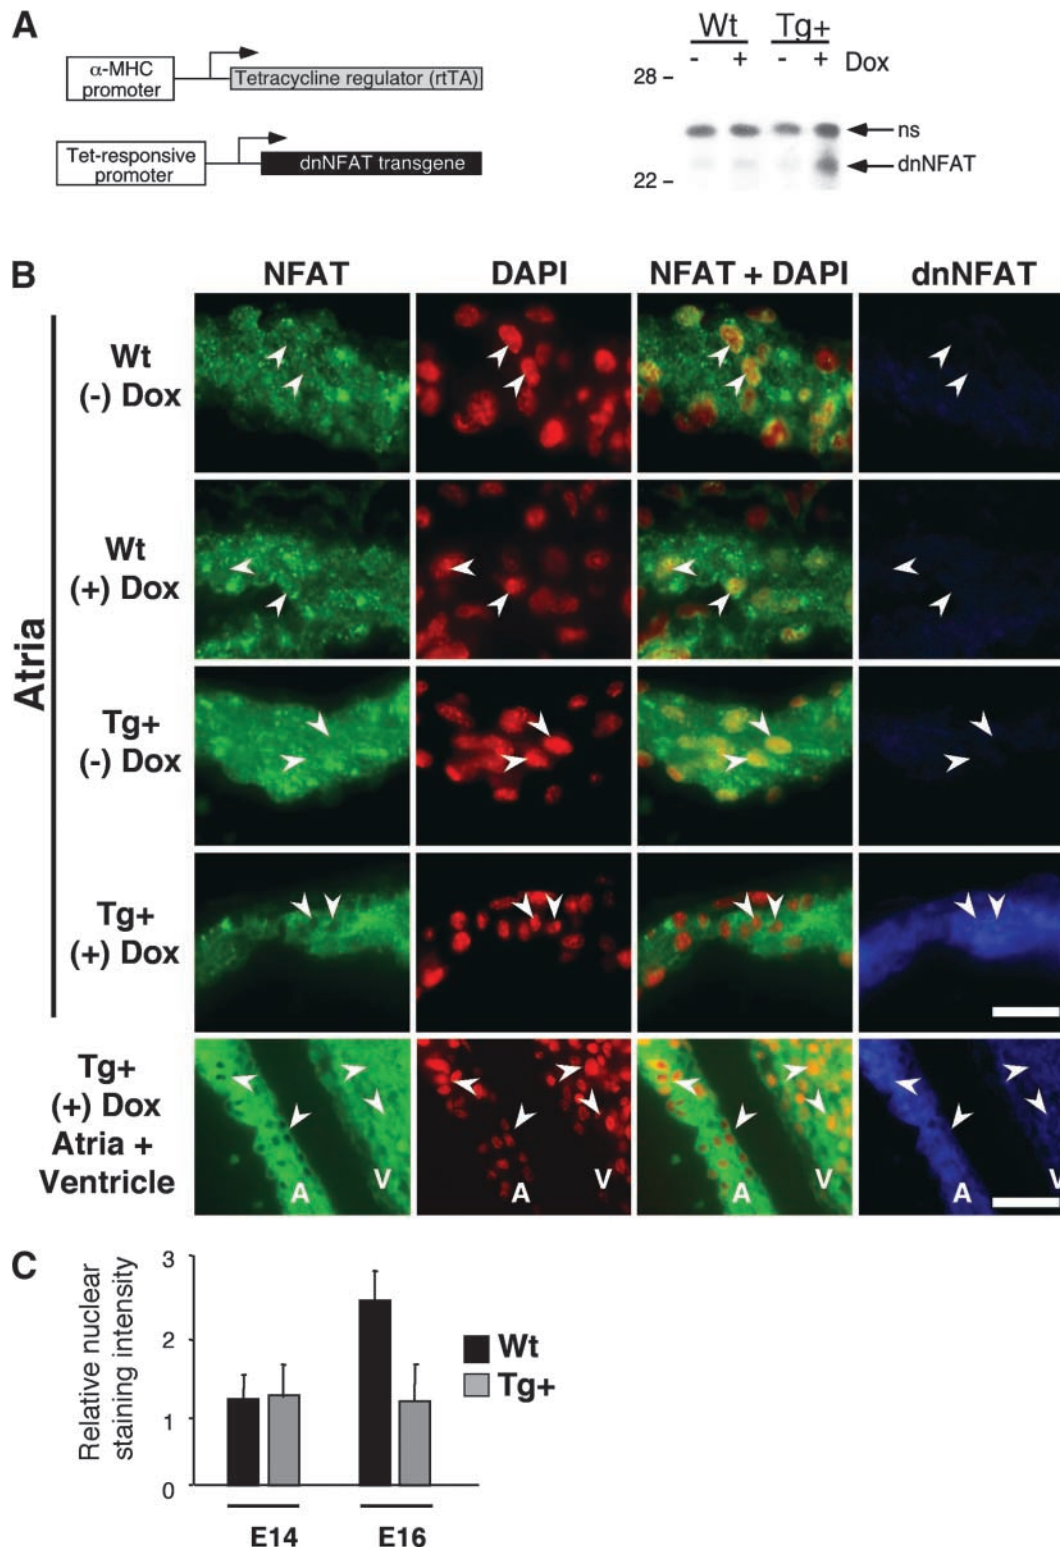 A
α-MHC
promoter
Tetracycline regulator (rtTA)
Tet-responsive
promoter
dnNFAT transgene
Wt Tg+
- + - + Dox
28 –
ns
dnNFAT
22 –
B
NFAT DAPI NFAT + DAPI dnNFAT
Atria
Wt
(-) Dox
Wt
(+) Dox
Tg+
(-) Dox
Tg+
(+) Dox
Tg+
(+) Dox
Atria +
Ventricle
A V A V A V A V
C
Relative nuclear
staining intensity
3
2
1
0
Wt
Tg+
E14 E16